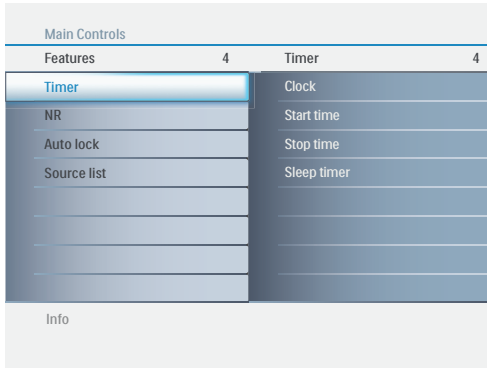 Main Controls
Features 4 Timer 4
Timer Clock
NR Start time
Auto lock Stop time
Source list Sleep timer
Info